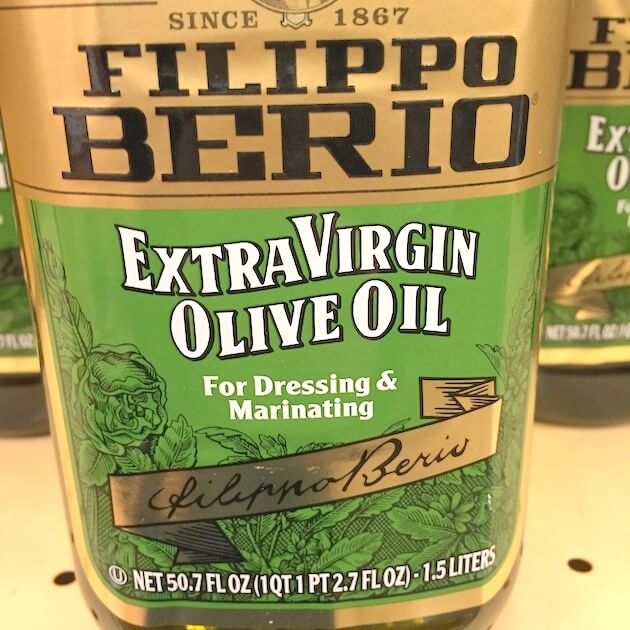 SINCE 1867
FILIPPO
BERIO
EXTRA VIRGIN
OLIVE OIL
For Dressing &
Marinating
Filippo Berio
Ⓤ NET 50.7 FL OZ (1QT 1 PT 2.7 FL OZ) - 1.5 LITERS